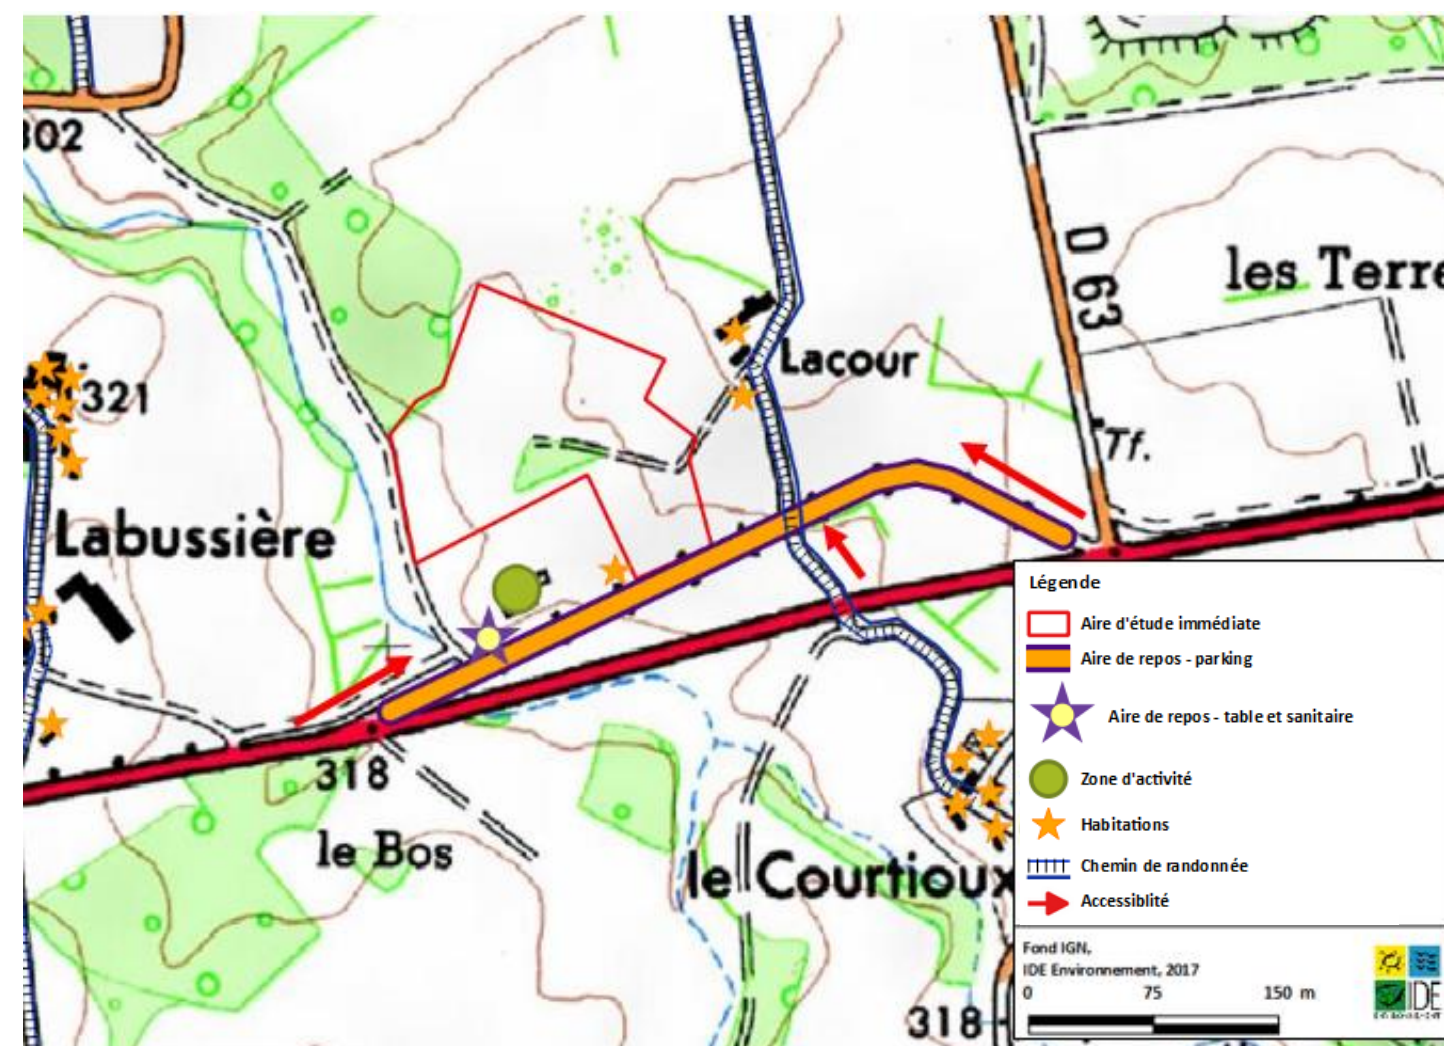 302
D 63
les Terre
Lacour
321
Tf.
Labussière
318
le Bos
le Courtioux
318
Légende
Aire d'étude immédiate
Aire de repos - parking
Aire de repos - table et sanitaire
Zone d'activité
Habitations
Chemin de randonnée
Accessiblité
Fond IGN,
IDE Environnement, 2017
0 75 150 m
IDE